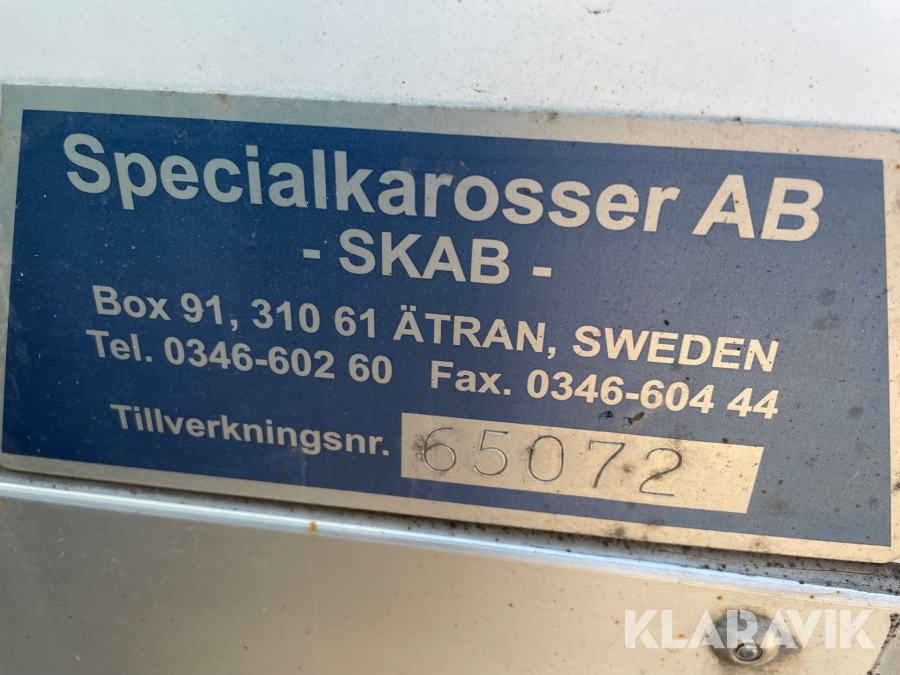 Specialkarosser AB
- SKAB -
Box 91, 310 61 ÄTRAN, SWEDEN
Tel. 0346-602 60 Fax. 0346-604 44
Tillverkningsnr. 65072
KLARAVIK